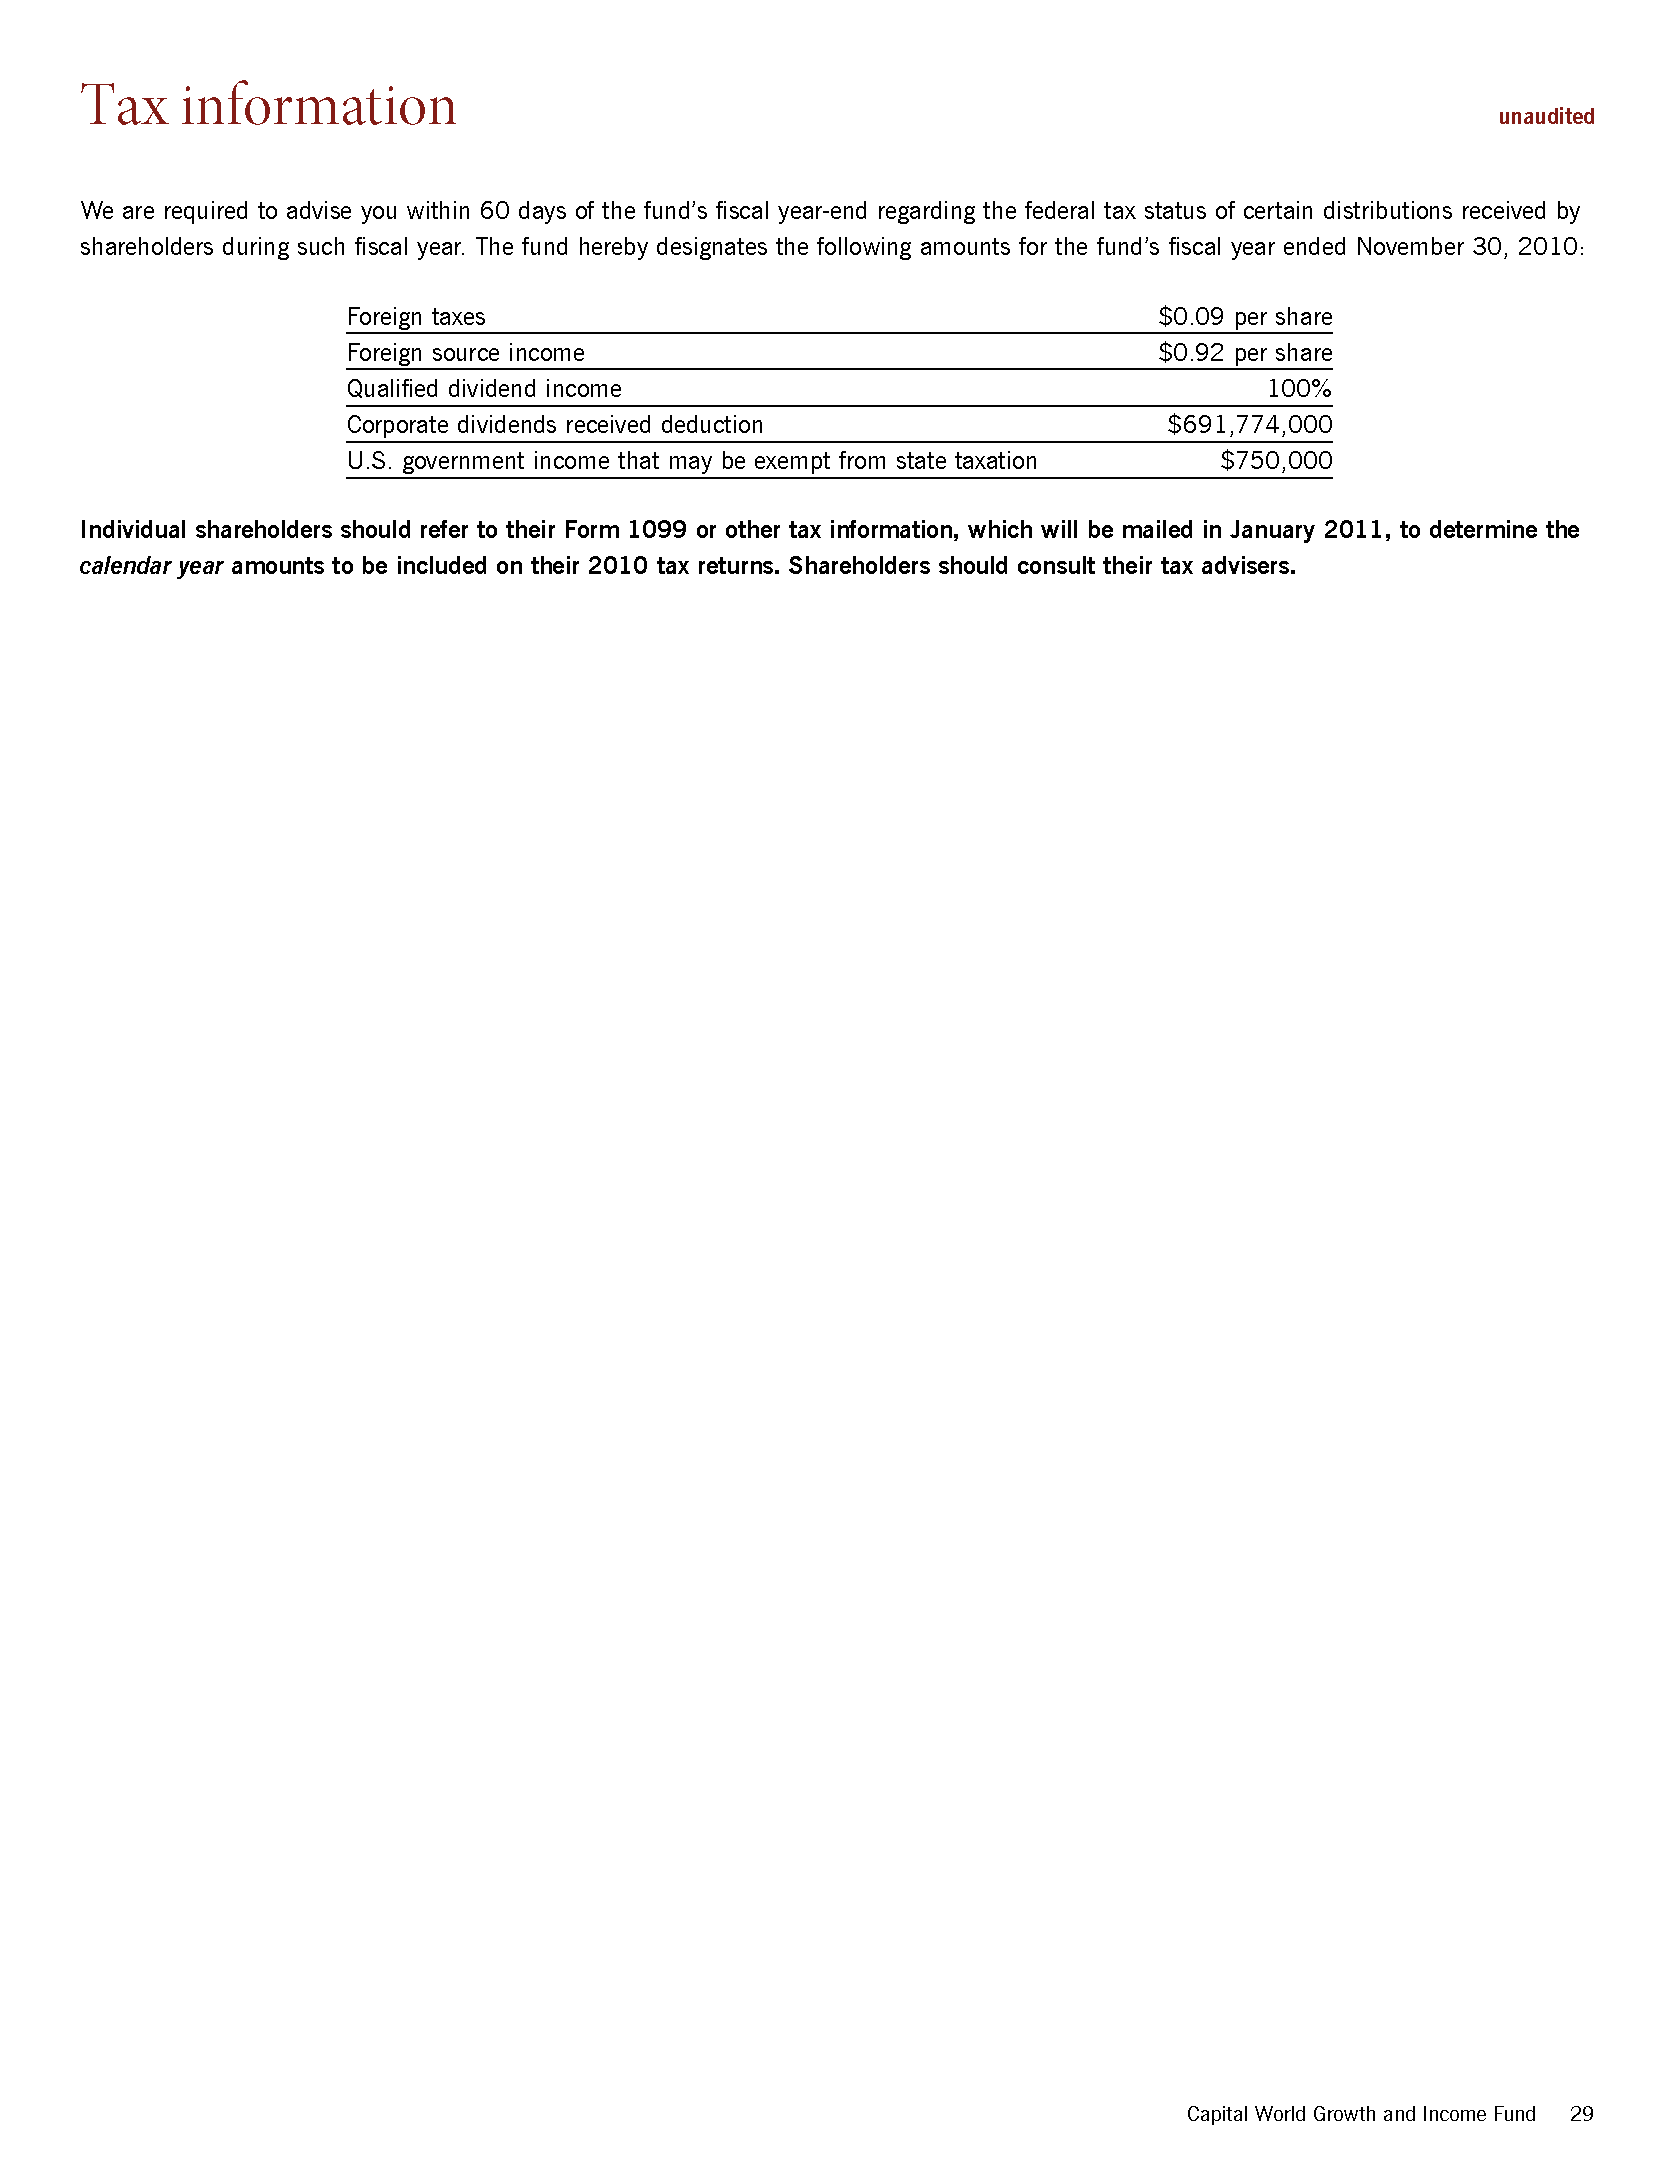 Tax information
unaudited
We are required to advise you within 60 days of the fund’s fiscal year-end regarding the federal tax status of certain distributions received by
shareholders during such fiscal year. The fund hereby designates the following amounts for the fund’s fiscal year ended November 30, 2010:
Foreign taxes $0.09 per share
Foreign source income $0.92 per share
Qualified dividend income 100%
Corporate dividends received deduction $691,774,000
U.S. government income that may be exempt from state taxation $750,000
Individual shareholders should refer to their Form 1099 or other tax information, which will be mailed in January 2011, to determine the
calendar year amounts to be included on their 2010 tax returns. Shareholders should consult their tax advisers.
Capital World Growth and Income Fund 29